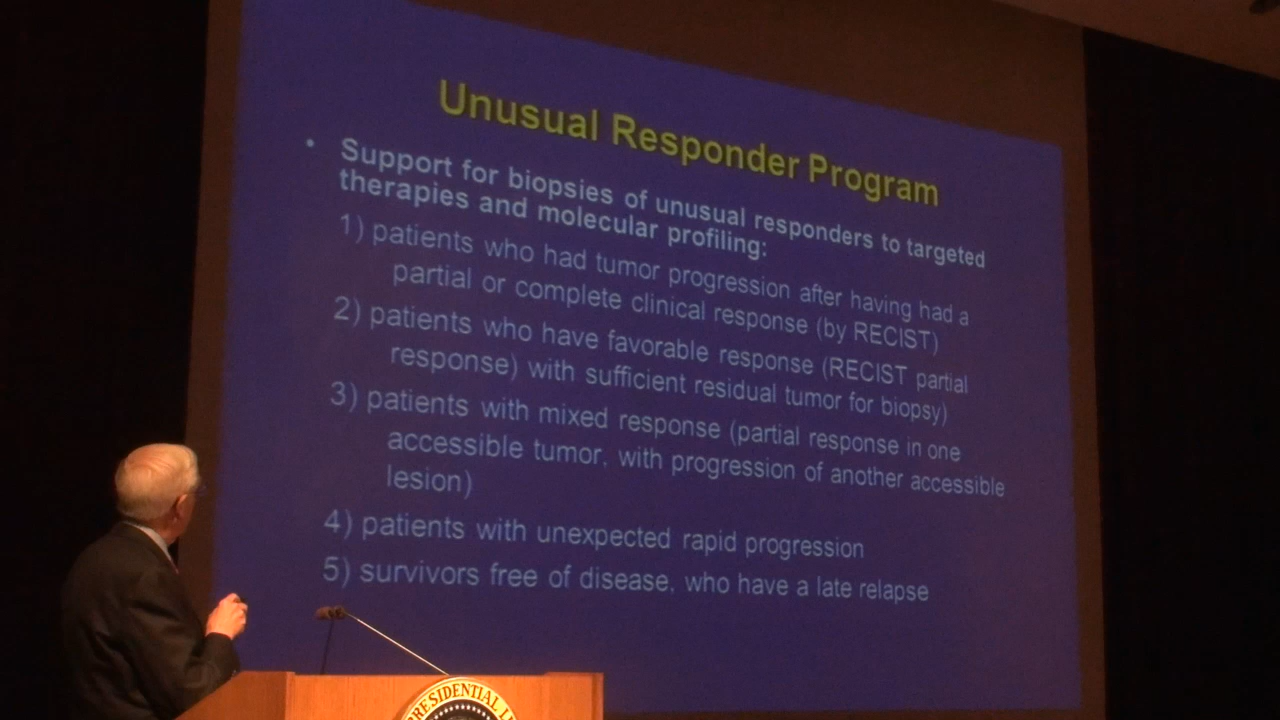 Unusual Responder Program
• Support for biopsies of unusual responders to targeted
therapies and molecular profiling:
1) patients who had tumor progression after having had a
partial or complete clinical response (by RECIST)
2) patients who have favorable response (RECIST partial
response) with sufficient residual tumor for biopsy)
3) patients with mixed response (partial response in one
accessible tumor, with progression of another accessible
lesion)
4) patients with unexpected rapid progression
5) survivors free of disease, who have a late relapse
PRESIDENTIAL